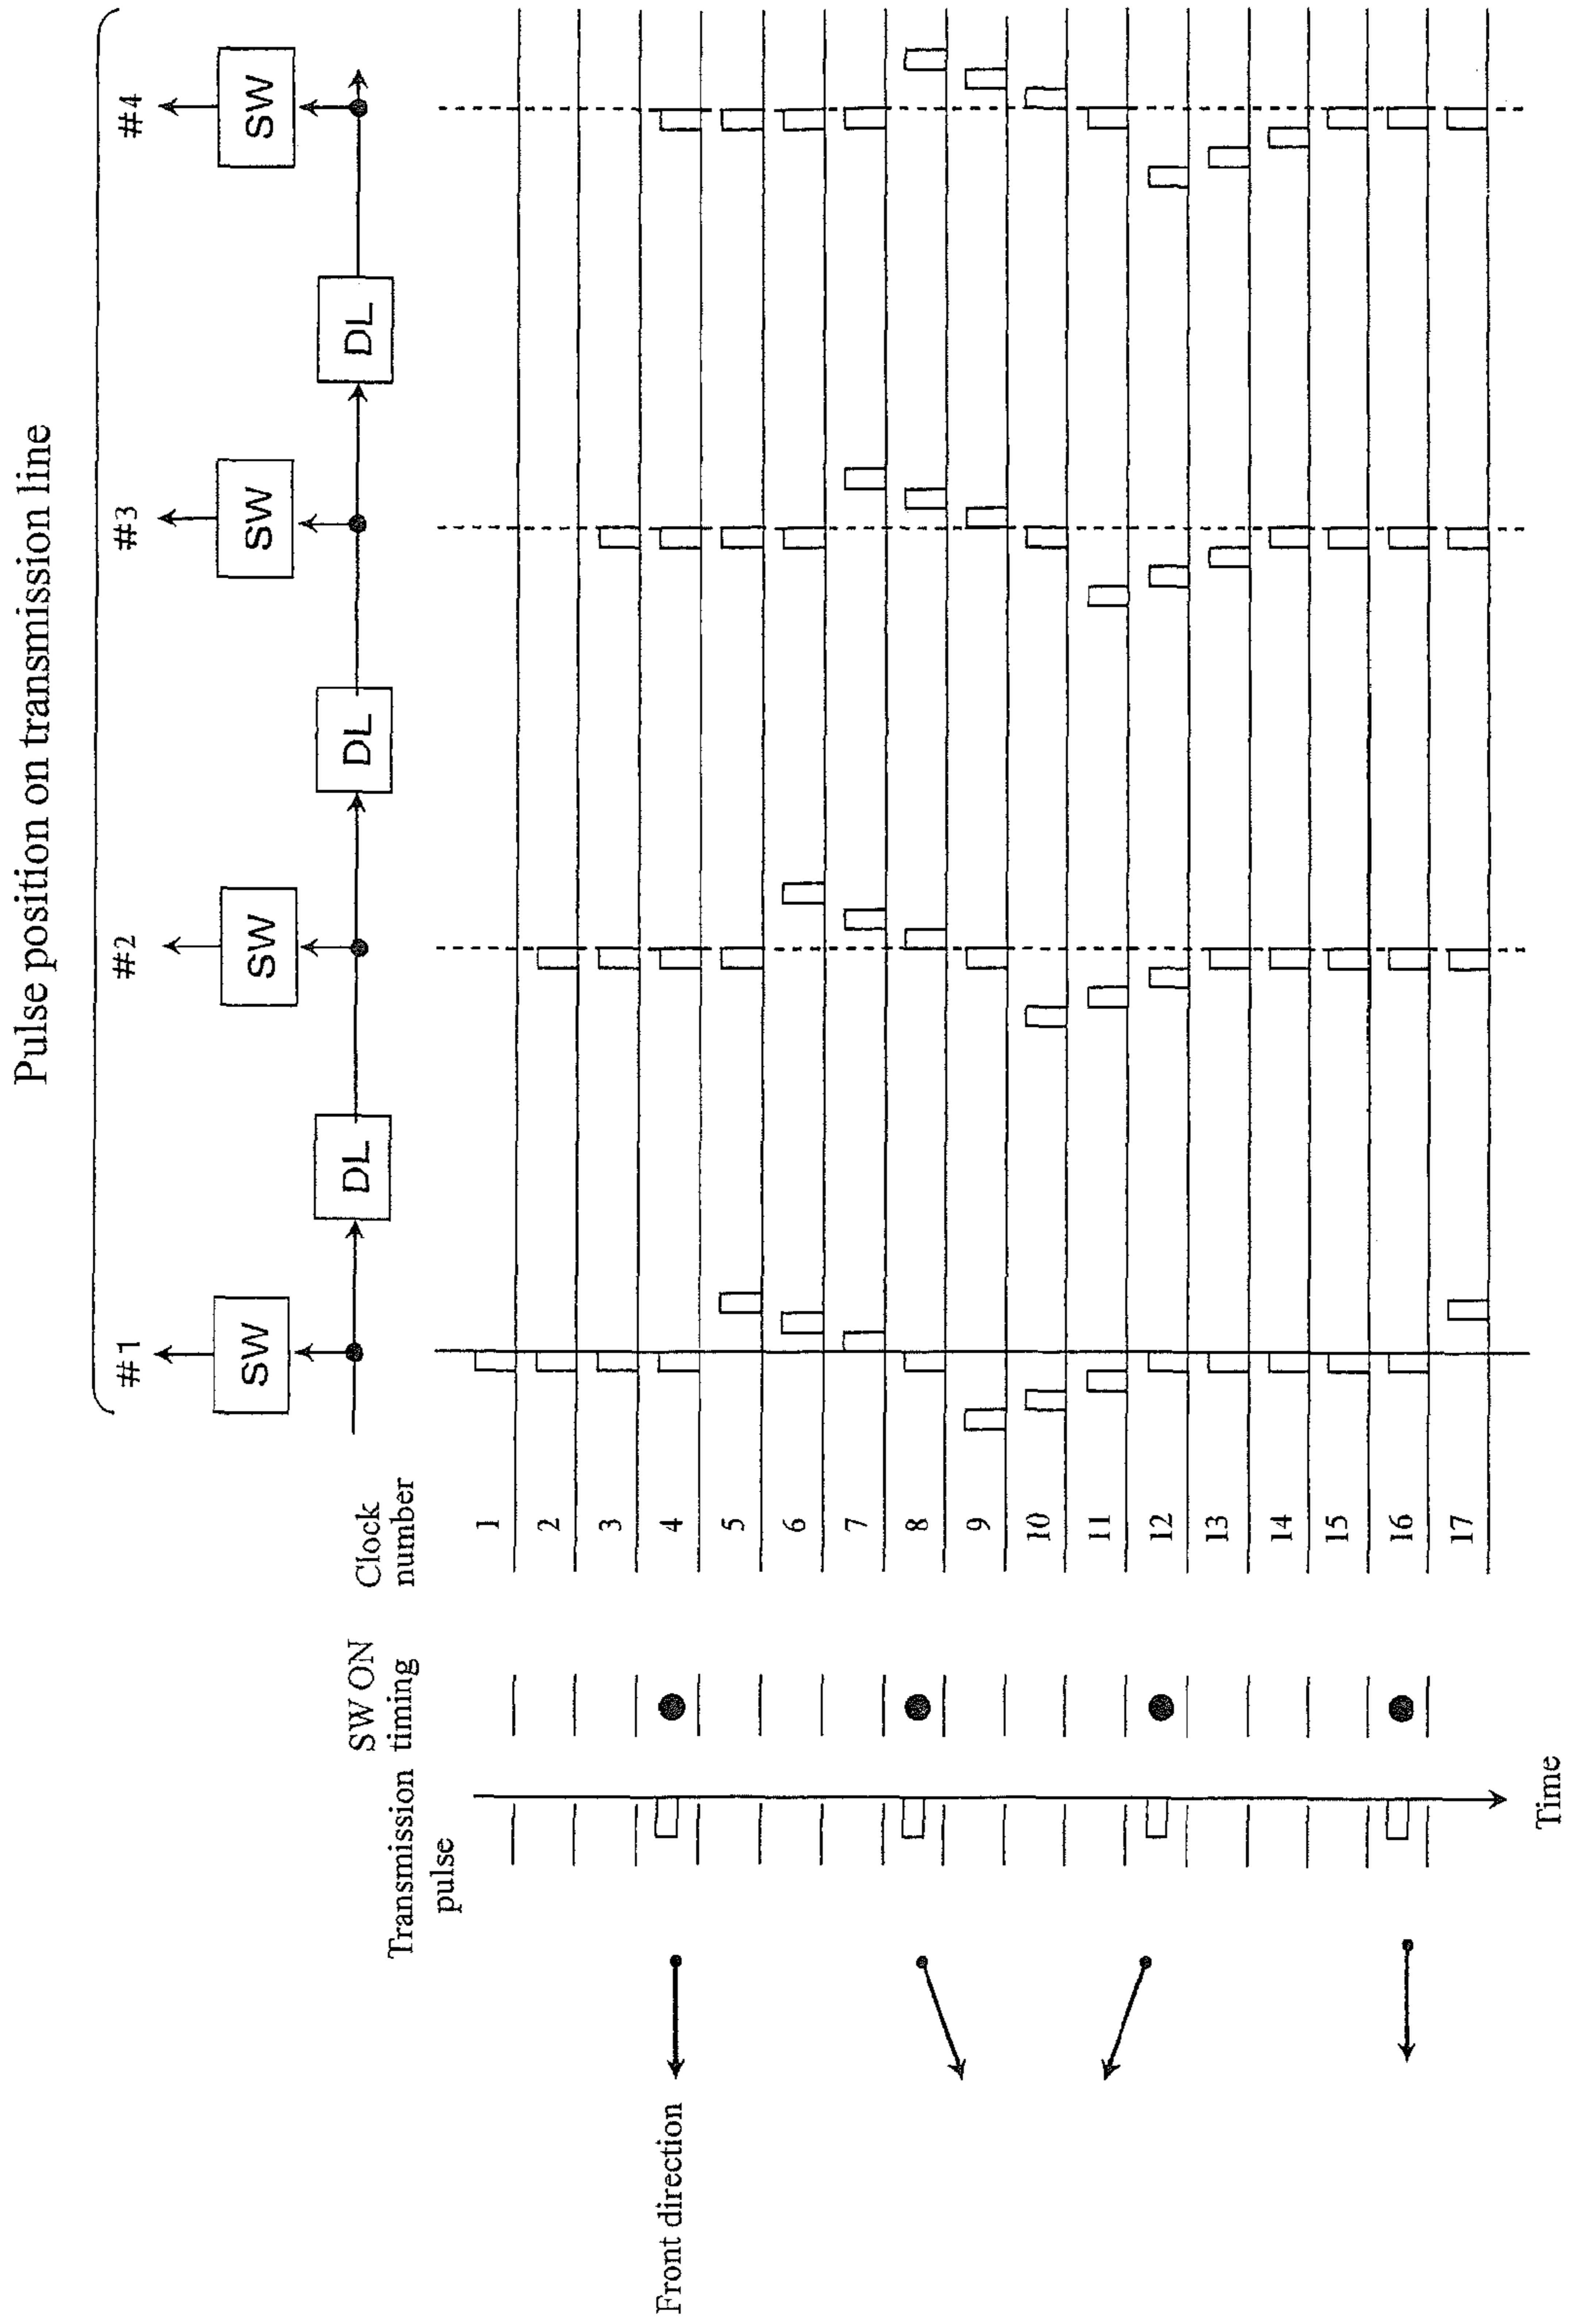 Pulse position on transmission line
#1
#2
#3
#4
SW
SW
SW
SW
DL
DL
DL
Transmission
pulse
SW ON
timing
Clock
number
1
2
3
4
5
6
7
8
9
10
11
12
13
14
15
16
17
Front direction
Time